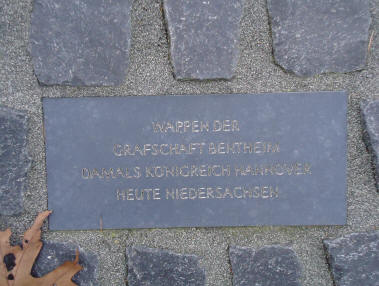 WAPPEN DER
GRAFSCHAFT BENTHEIM
DAMALS KÖNIGREICH HANNOVER
HEUTE NIEDERSACHSEN